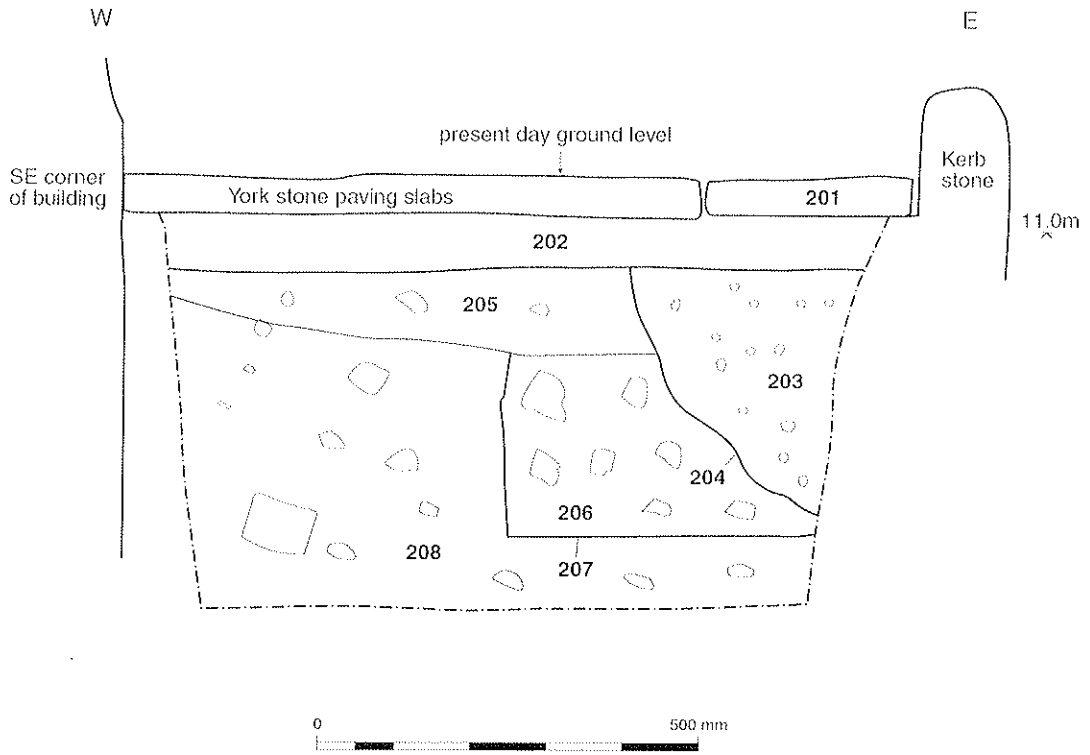 W
E
present day ground level
SE corner
of building
York stone paving slabs
201
Kerb
stone
11.0m
202
205
203
204
206
208
207
0
500 mm